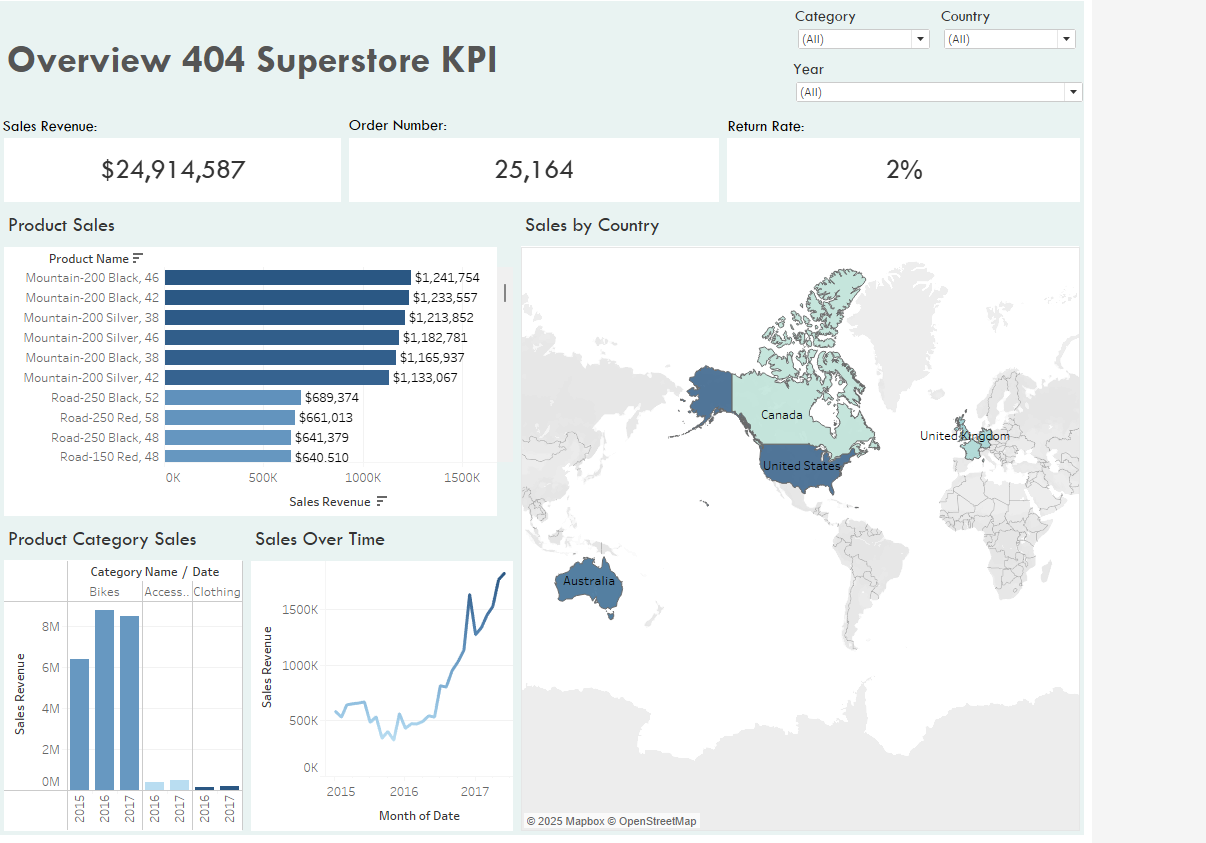 Overview 404 Superstore KPI
Category
Country
(All)
(All)
Year
(All)
Sales Revenue:
Order Number:
Return Rate:
$24,914,587
25,164
2%
Product Sales
Product Name
Mountain-200 Black, 46 $1,241,754
Mountain-200 Black, 42 $1,233,557
Mountain-200 Silver, 38 $1,213,852
Mountain-200 Silver, 46 $1,182,781
Mountain-200 Black, 38 $1,165,937
Mountain-200 Silver, 42 $1,133,067
Road-250 Black, 52 $689,374
Road-250 Red, 58 $661,013
Road-250 Black, 48 $641,379
Road-150 Red, 48 $640,510
0K 500K 1000K 1500K
Sales Revenue
Sales by Country
Canada
United Kingdom
United States
Australia
© 2025 Mapbox © OpenStreetMap
Product Category Sales
Category Name / Date
Bikes Access.. Clothing
Sales Revenue
8M
6M
4M
2M
0M
2015 2016 2017 2016 2017 2016 2017
Sales Over Time
Sales Revenue
1500K
1000K
500K
0K
2015 2016 2017
Month of Date